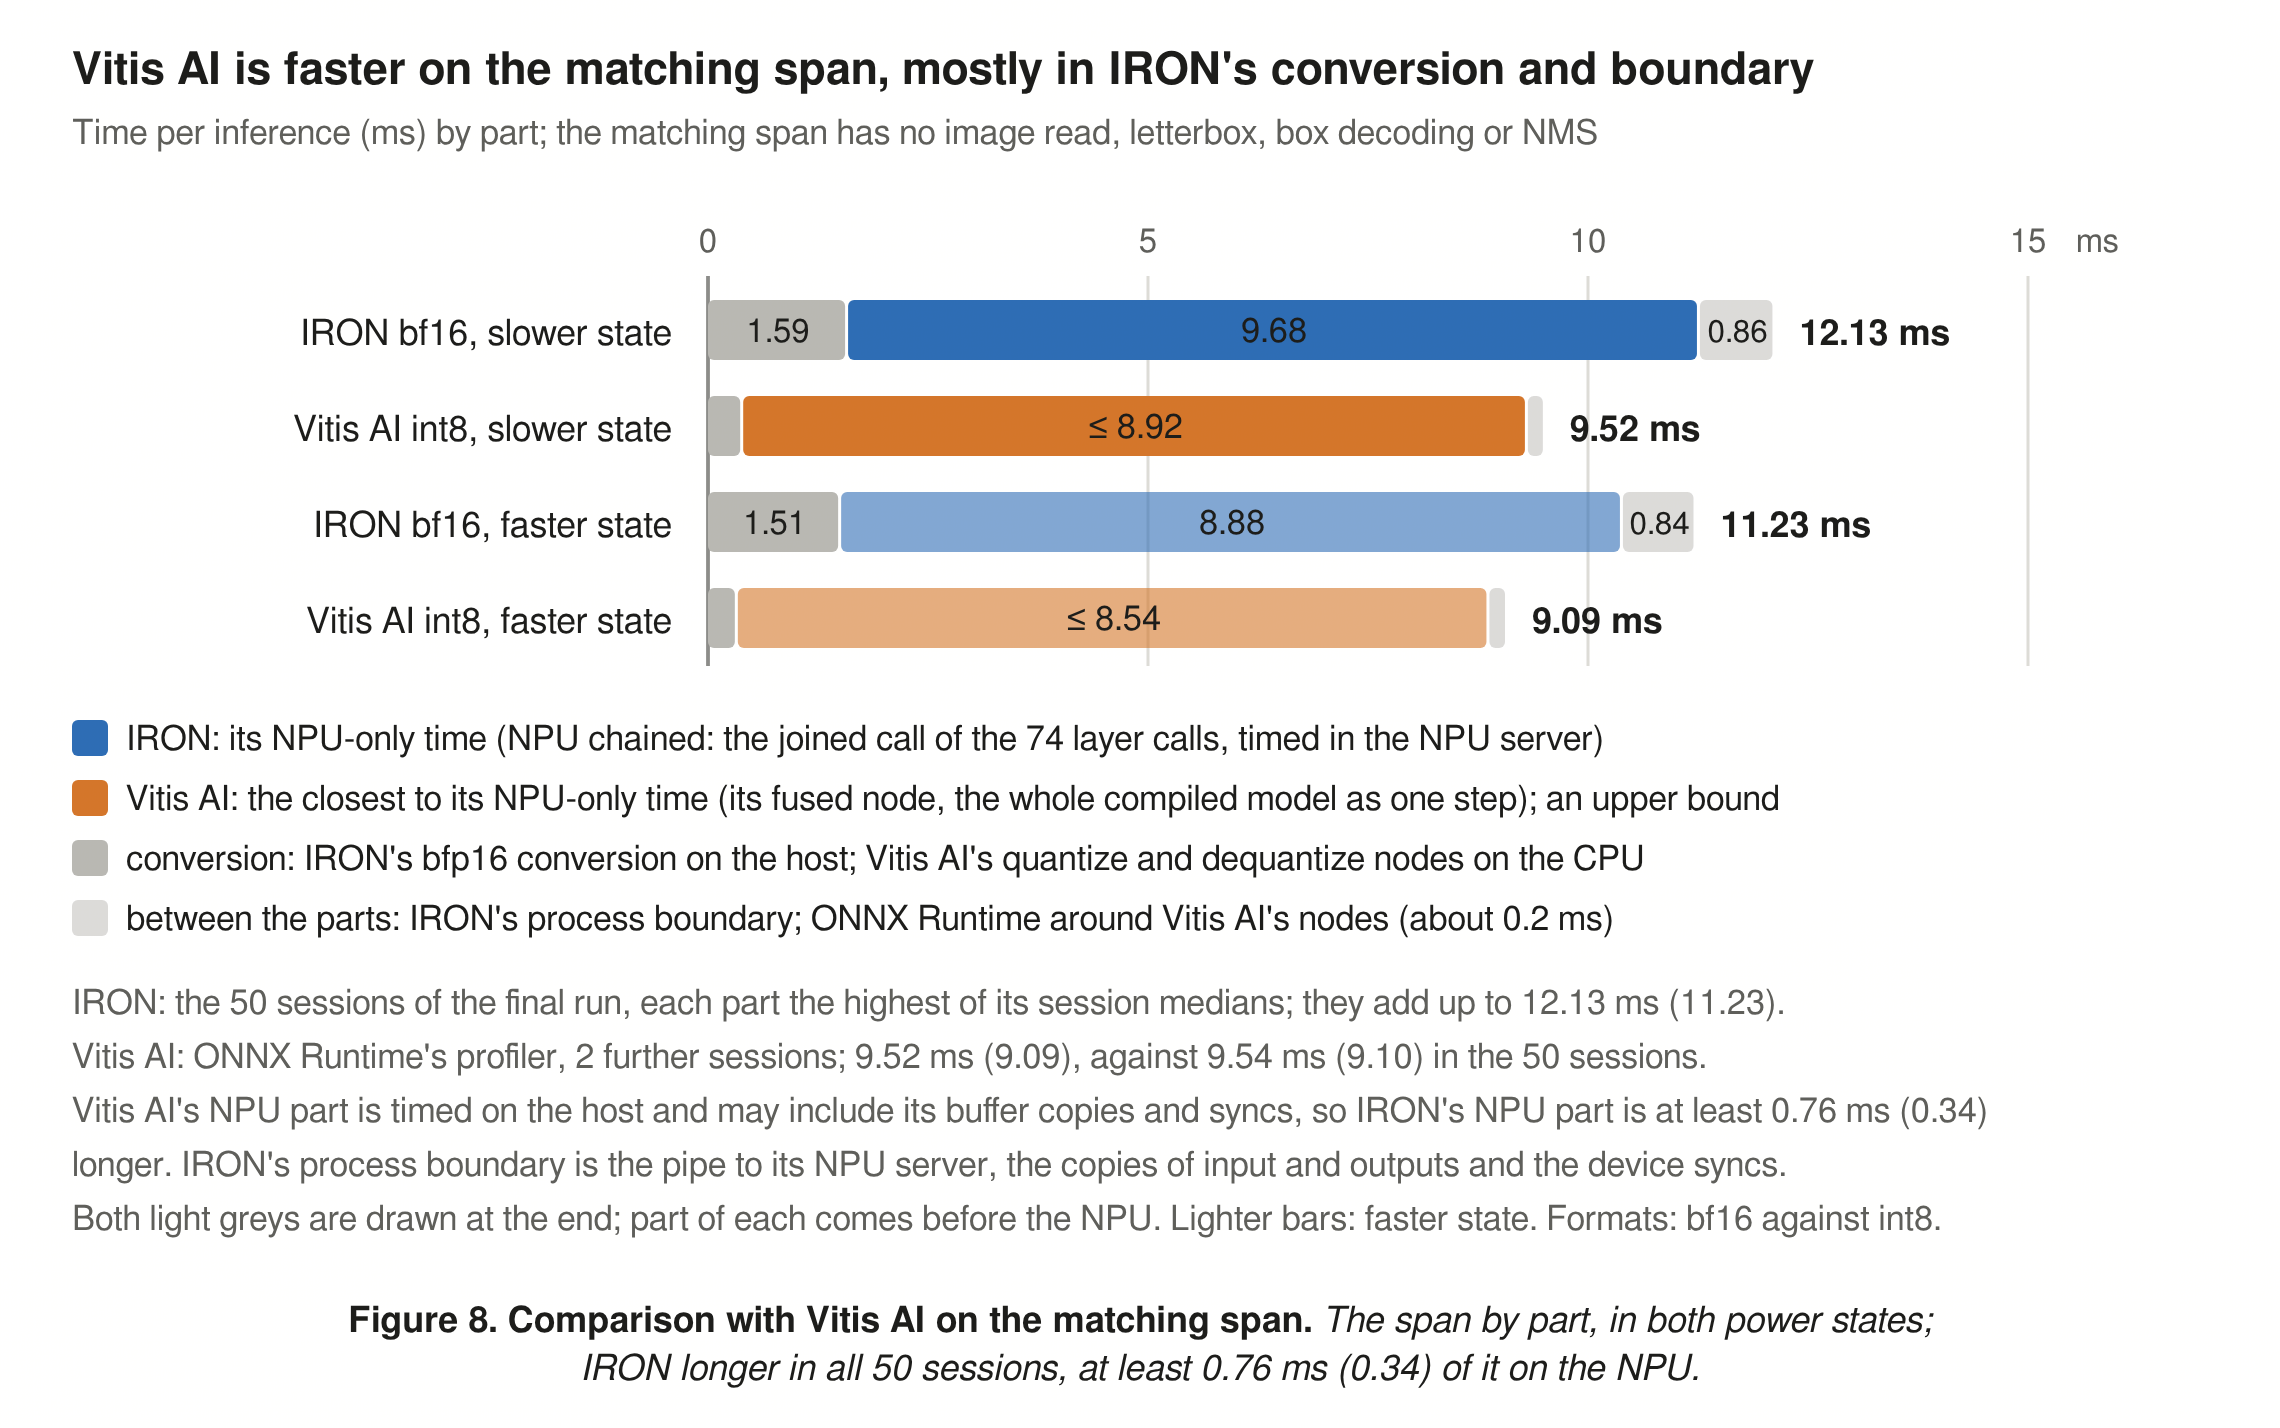 Vitis AI is faster on the matching span, mostly in IRON's conversion and boundary
Time per inference (ms) by part; the matching span has no image read, letterbox, box decoding or NMS
0 5 10 15 ms
IRON bf16, slower state 1.59 9.68 0.86 12.13 ms
Vitis AI int8, slower state ≤ 8.92 9.52 ms
IRON bf16, faster state 1.51 8.88 0.84 11.23 ms
Vitis AI int8, faster state ≤ 8.54 9.09 ms
IRON: its NPU-only time (NPU chained: the joined call of the 74 layer calls, timed in the NPU server)
Vitis AI: the closest to its NPU-only time (its fused node, the whole compiled model as one step); an upper bound
conversion: IRON's bfp16 conversion on the host; Vitis AI's quantize and dequantize nodes on the CPU
between the parts: IRON's process boundary; ONNX Runtime around Vitis AI's nodes (about 0.2 ms)
IRON: the 50 sessions of the final run, each part the highest of its session medians; they add up to 12.13 ms (11.23).
Vitis AI: ONNX Runtime's profiler, 2 further sessions; 9.52 ms (9.09), against 9.54 ms (9.10) in the 50 sessions.
Vitis AI's NPU part is timed on the host and may include its buffer copies and syncs, so IRON's NPU part is at least 0.76 ms (0.34)
longer. IRON's process boundary is the pipe to its NPU server, the copies of input and outputs and the device syncs.
Both light greys are drawn at the end; part of each comes before the NPU. Lighter bars: faster state. Formats: bf16 against int8.
Figure 8. Comparison with Vitis AI on the matching span. The span by part, in both power states;
IRON longer in all 50 sessions, at least 0.76 ms (0.34) of it on the NPU.